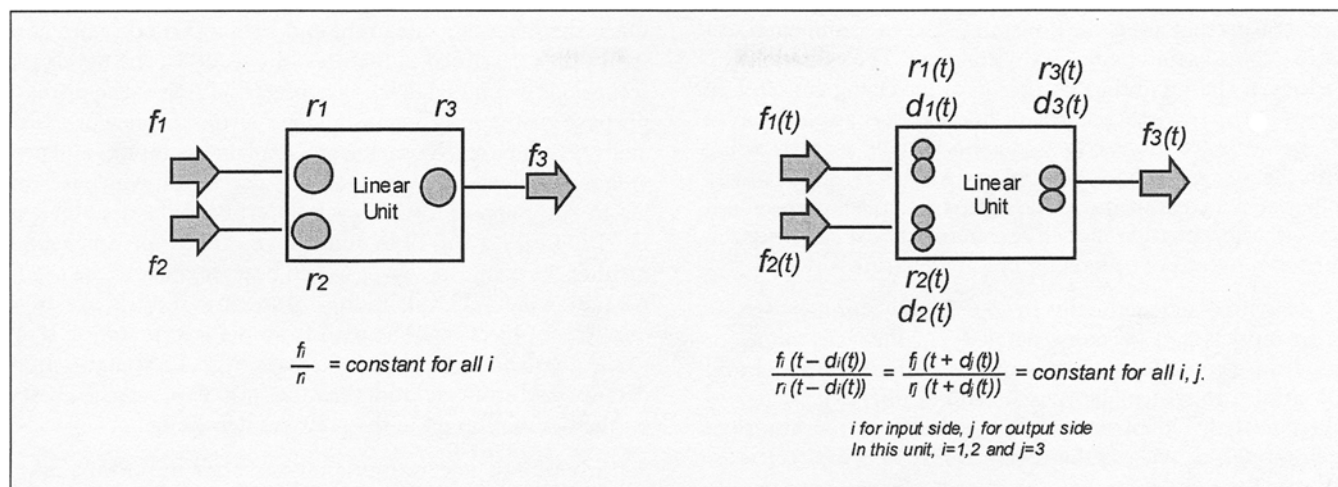 r1
r3
f1
f3
Linear
Unit
f2
r2
fi
ri
= constant for all i
r1(t)
d1(t)
r3(t)
d3(t)
f1(t)
f3(t)
Linear
Unit
f2(t)
r2(t)
d2(t)
fi (t – di(t))
ri (t – di(t))
=
fj (t + dj(t))
rj (t + dj(t))
= constant for all i, j.
i for input side, j for output side
In this unit, i=1,2 and j=3